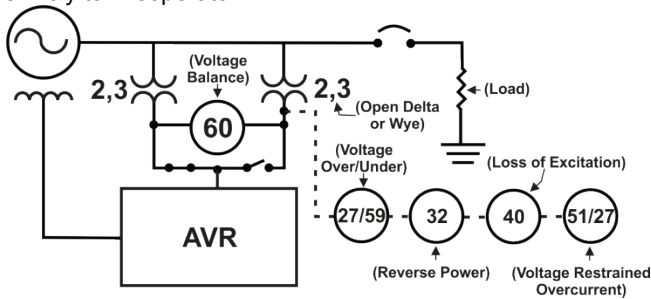 (Voltage
Balance)
2,3
60
2,3
(Open Delta
or Wye)
(Load)
(Voltage
Over/Under)
(Loss of Excitation)
27/59
32
40
51/27
AVR
(Reverse Power)
(Voltage Restrained
Overcurrent)